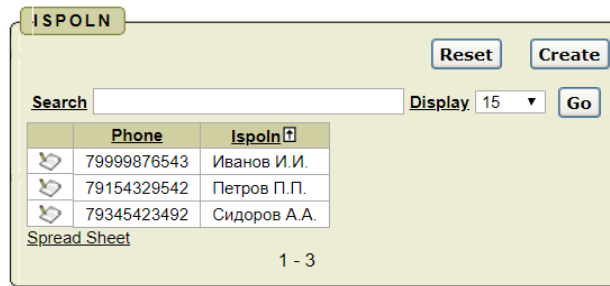 ISPOLN
Reset Create
Search Display 15 Go
Phone Ispoln
79999876543 Иванов И.И.
79154329542 Петров П.П.
79345423492 Сидоров А.А.
Spread Sheet
1 - 3